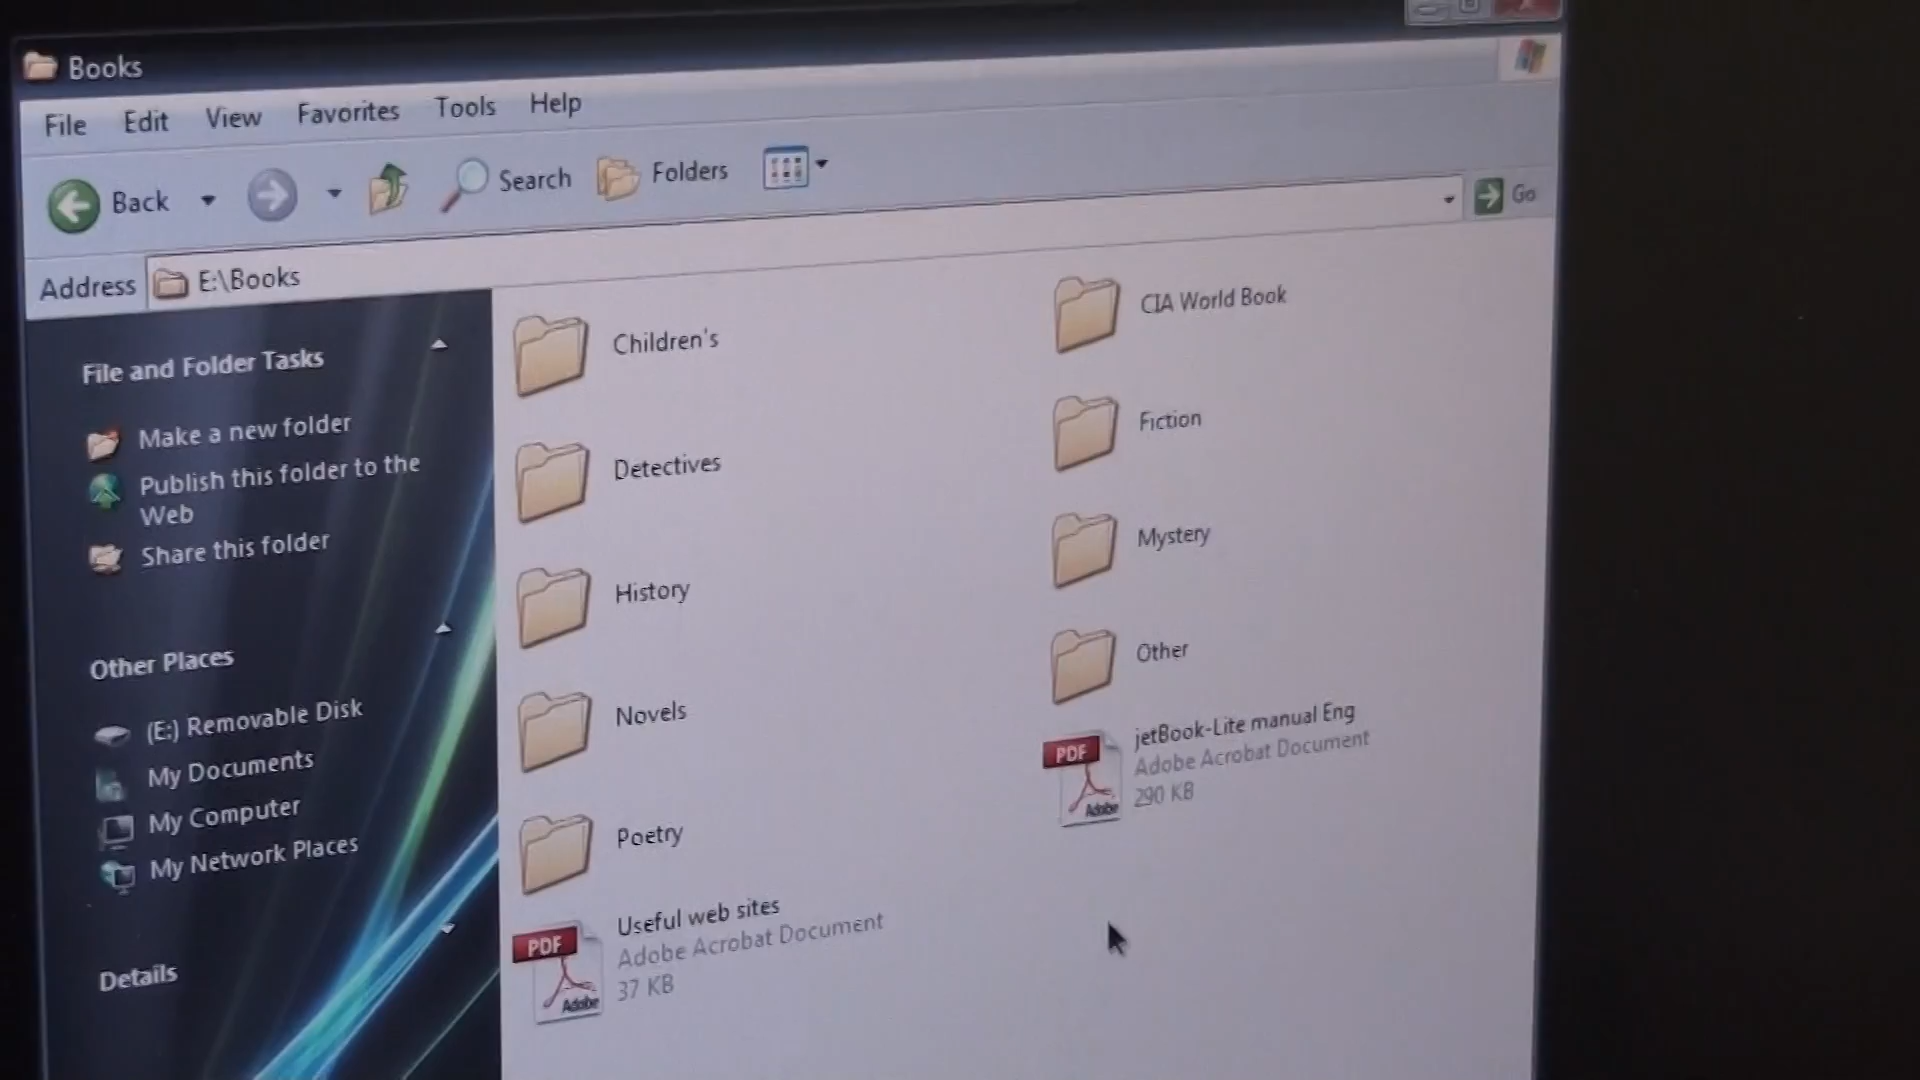 Books
File Edit View Favorites Tools Help
Back Search Folders
Address E:\Books Go
File and Folder Tasks
Make a new folder
Publish this folder to the
Web
Share this folder
Other Places
(E:) Removable Disk
My Documents
My Computer
My Network Places
Details
Children's
CIA World Book
Detectives
Fiction
History
Mystery
Novels
Other
Poetry
PDF
Adobe
jetBook-Lite manual Eng
Adobe Acrobat Document
290 KB
PDF
Adobe
Useful web sites
Adobe Acrobat Document
37 KB